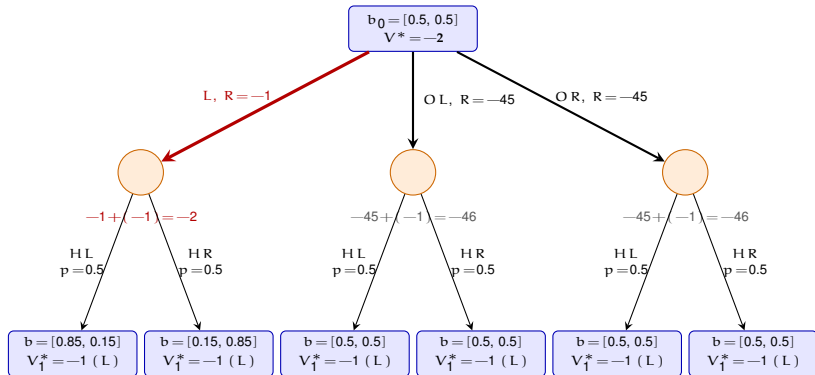 b₀ = [0.5, 0.5]
V* = −2
L, R = −1
OL, R = −45
OR, R = −45
−1 + (−1) = −2
−45 + (−1) = −46
−45 + (−1) = −46
HL
p = 0.5
HR
p = 0.5
HL
p = 0.5
HR
p = 0.5
HL
p = 0.5
HR
p = 0.5
b = [0.85, 0.15]
V₁* = −1 (L)
b = [0.15, 0.85]
V₁* = −1 (L)
b = [0.5, 0.5]
V₁* = −1 (L)
b = [0.5, 0.5]
V₁* = −1 (L)
b = [0.5, 0.5]
V₁* = −1 (L)
b = [0.5, 0.5]
V₁* = −1 (L)